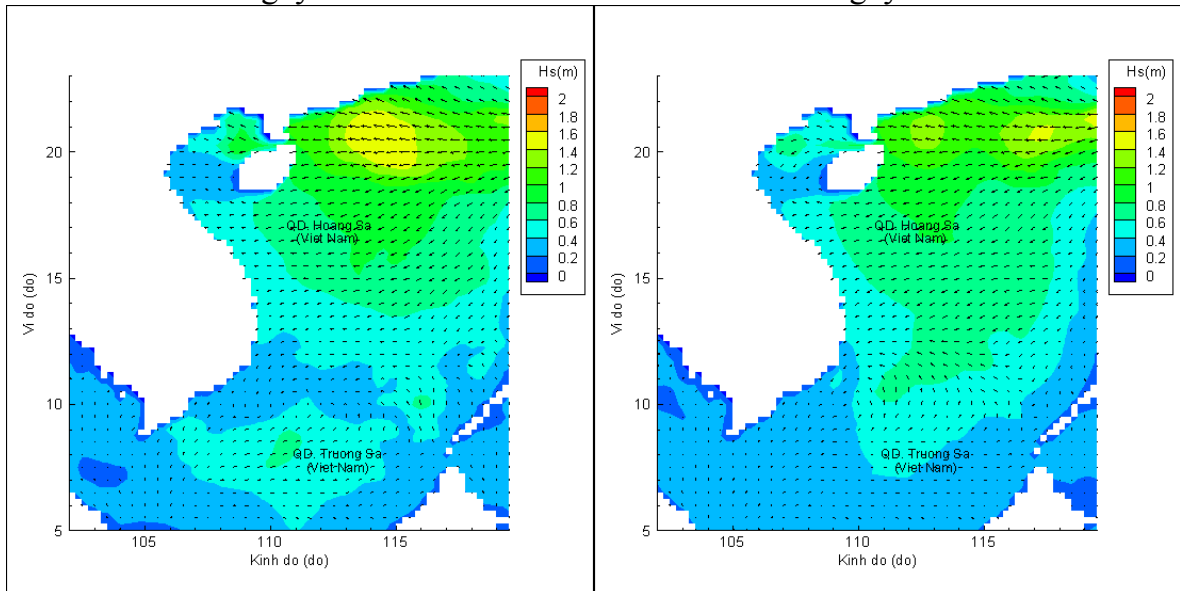 Hs(m)
2
1.8
1.6
1.4
1.2
1
0.8
0.6
0.4
0.2
0
20
15
10
5
Vi do (do)
QD. Hoang Sa
(Viet Nam)
QD. Truong Sa
(Viet Nam)
105 110 115
Kinh do (do)
Hs(m)
2
1.8
1.6
1.4
1.2
1
0.8
0.6
0.4
0.2
0
20
15
10
5
Vi do (do)
QD. Hoang Sa
(Viet Nam)
QD. Truong Sa
(Viet Nam)
105 110 115
Kinh do (do)